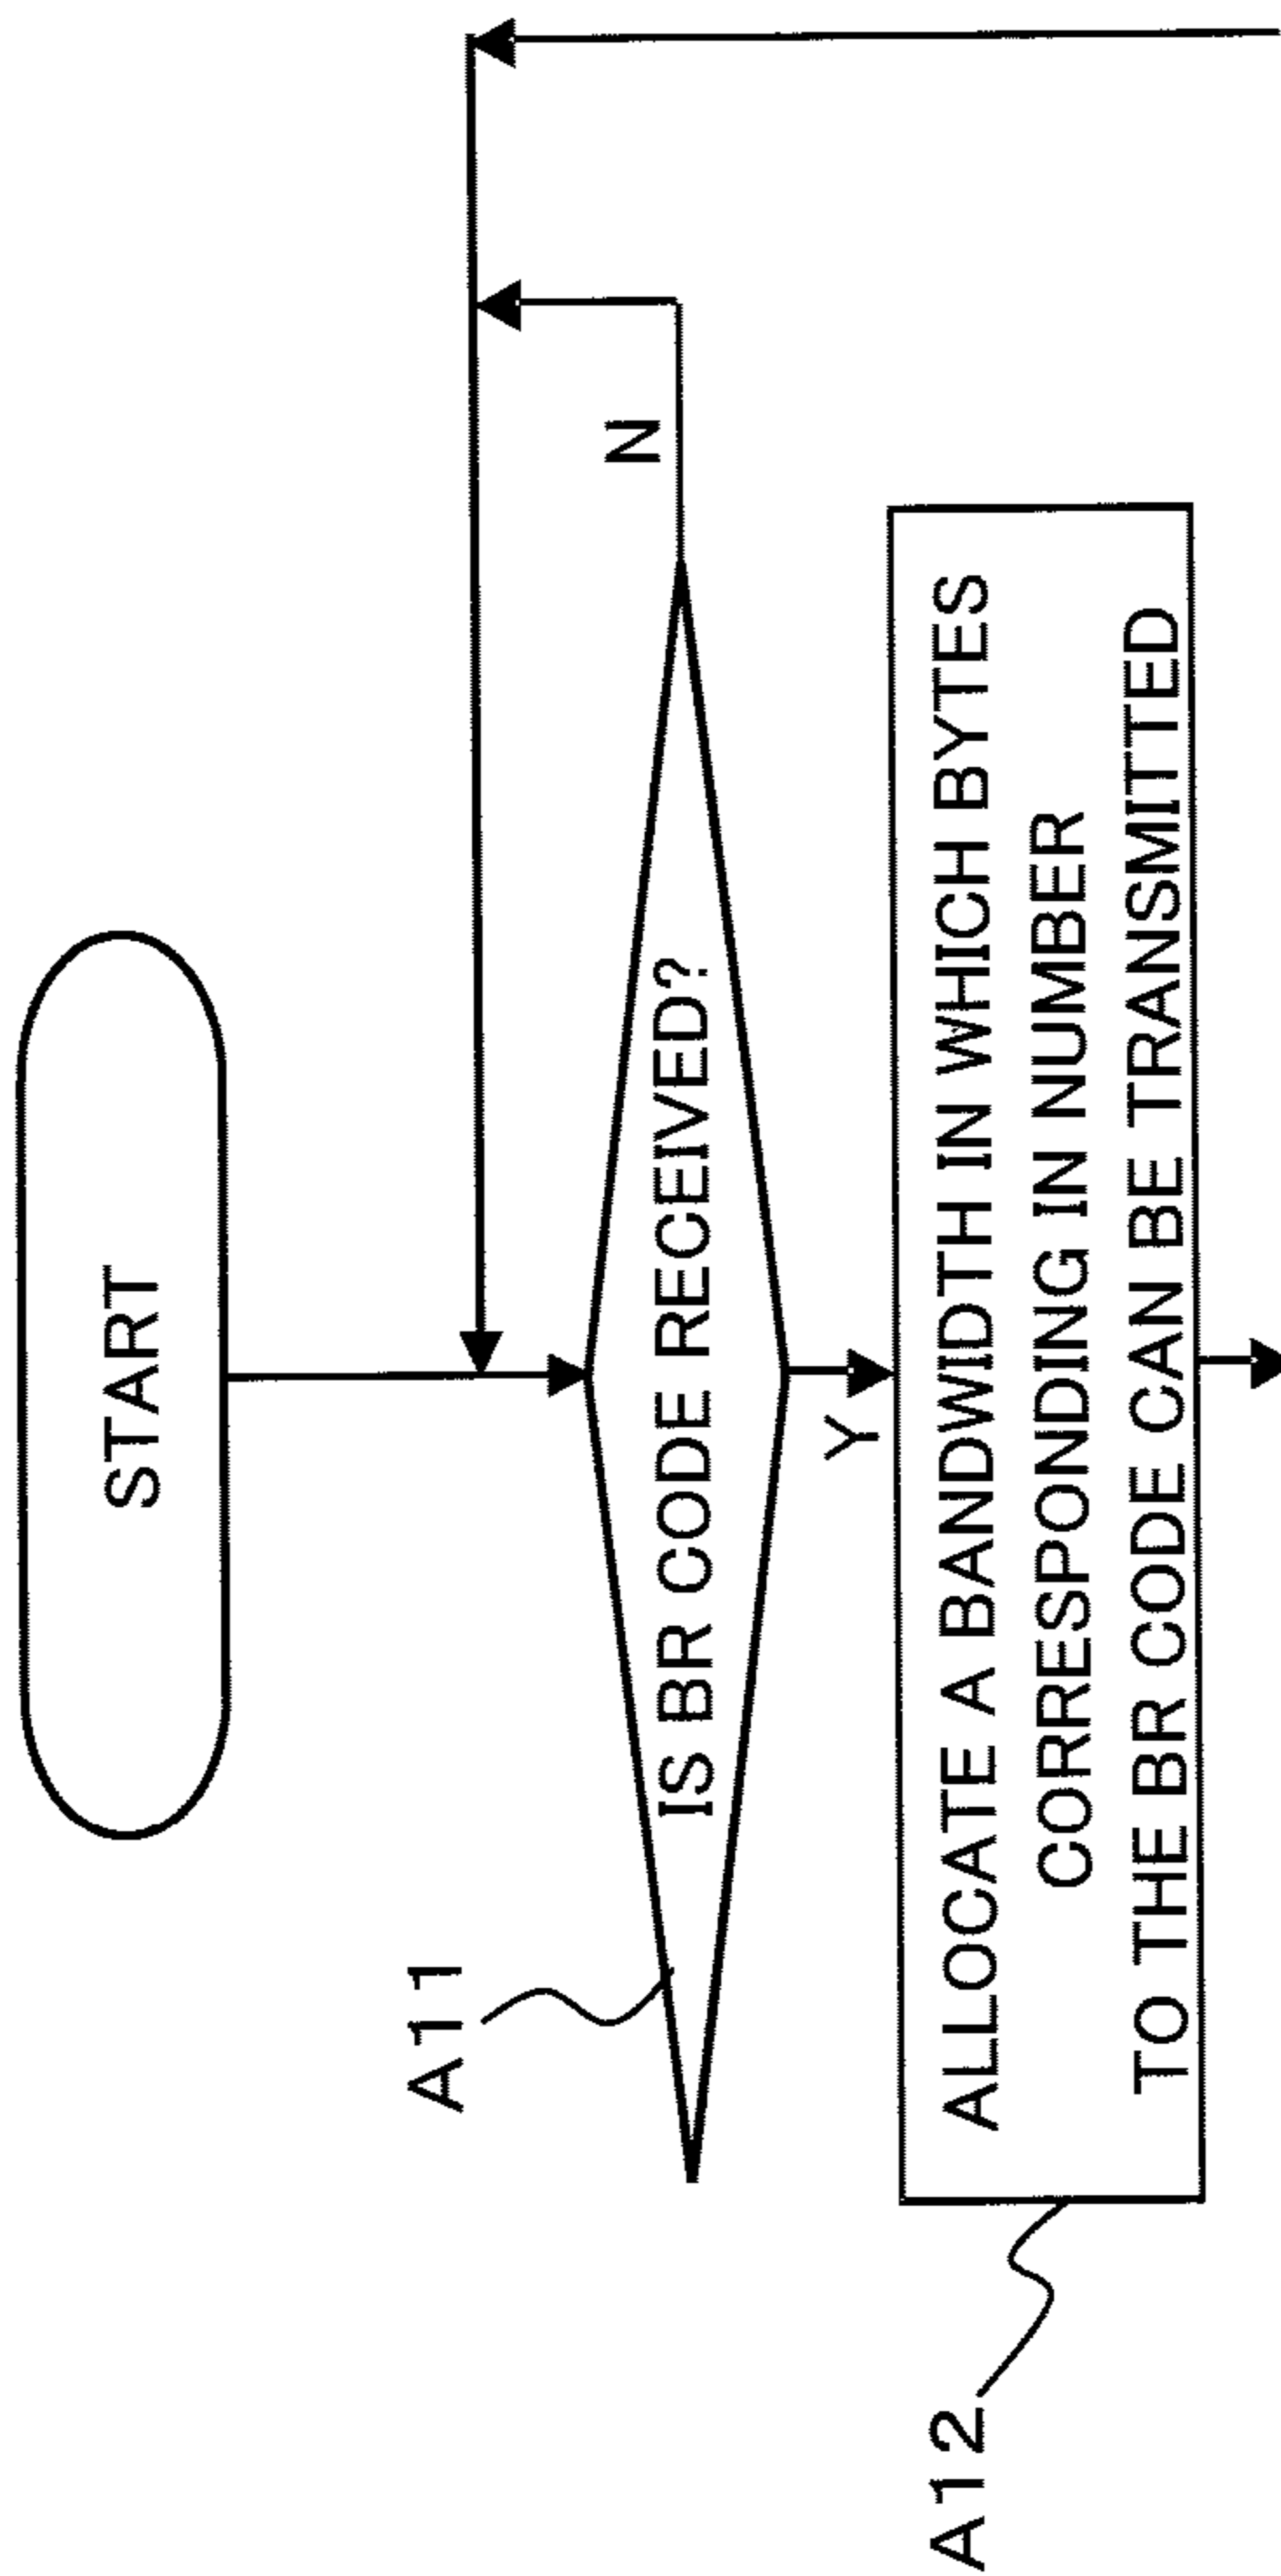 START
A11
IS BR CODE RECEIVED?
N
Y
A12
ALLOCATE A BANDWIDTH IN WHICH BYTES
CORRESPONDING IN NUMBER
TO THE BR CODE CAN BE TRANSMITTED